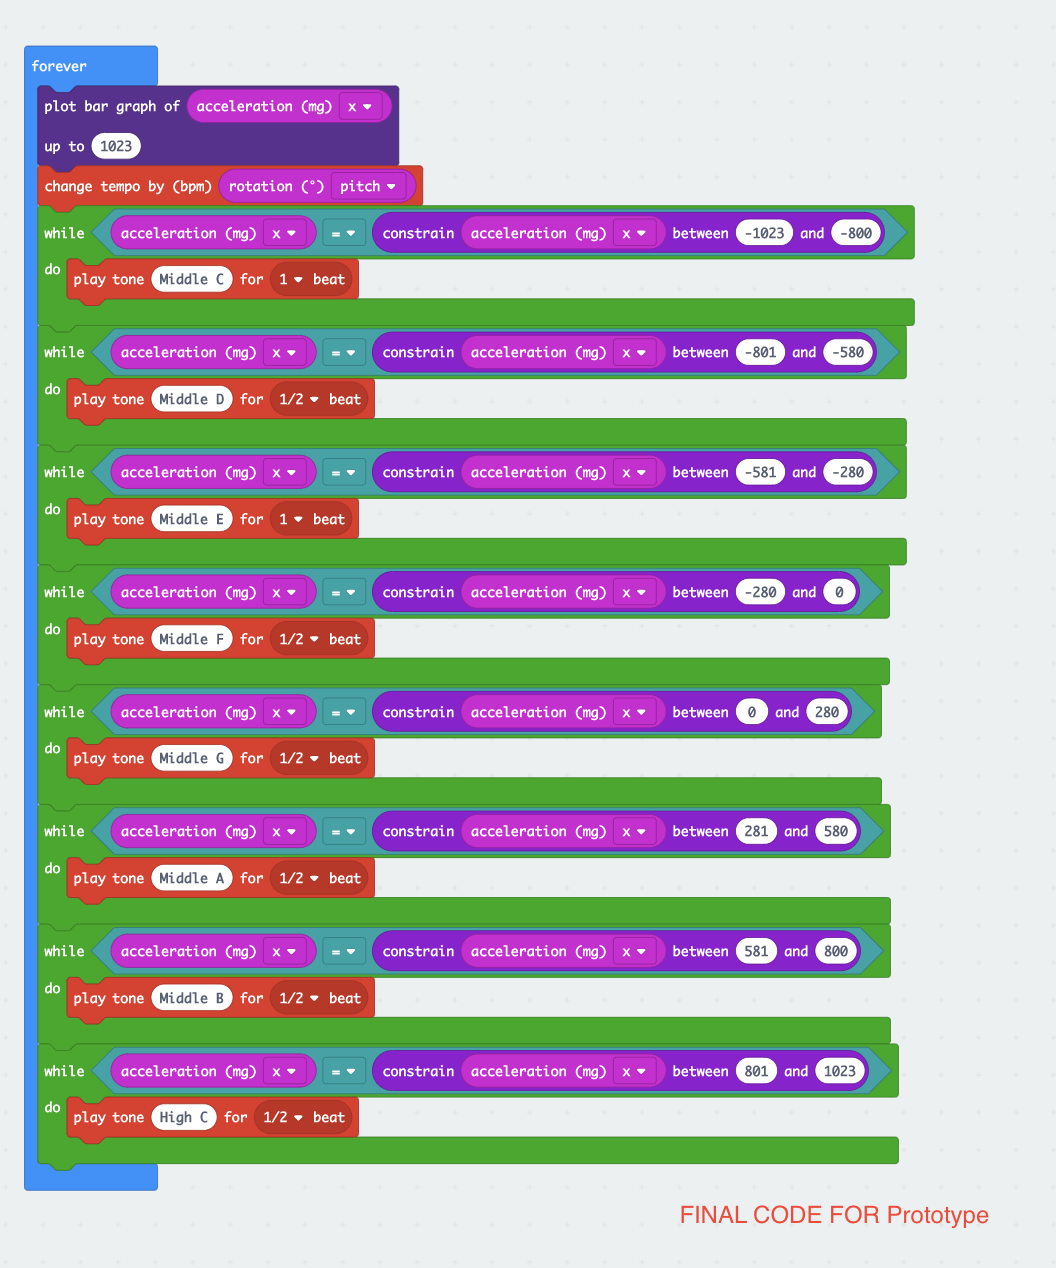 forever
plot bar graph of acceleration (mg) x
up to 1023
change tempo by (bpm) rotation (°) pitch
while acceleration (mg) x = constrain acceleration (mg) x between -1023 and -800
do play tone Middle C for 1 beat
while acceleration (mg) x = constrain acceleration (mg) x between -801 and -580
do play tone Middle D for 1/2 beat
while acceleration (mg) x = constrain acceleration (mg) x between -581 and -280
do play tone Middle E for 1 beat
while acceleration (mg) x = constrain acceleration (mg) x between -280 and 0
do play tone Middle F for 1/2 beat
while acceleration (mg) x = constrain acceleration (mg) x between 0 and 280
do play tone Middle G for 1/2 beat
while acceleration (mg) x = constrain acceleration (mg) x between 281 and 580
do play tone Middle A for 1/2 beat
while acceleration (mg) x = constrain acceleration (mg) x between 581 and 800
do play tone Middle B for 1/2 beat
while acceleration (mg) x = constrain acceleration (mg) x between 801 and 1023
do play tone High C for 1/2 beat
FINAL CODE FOR Prototype